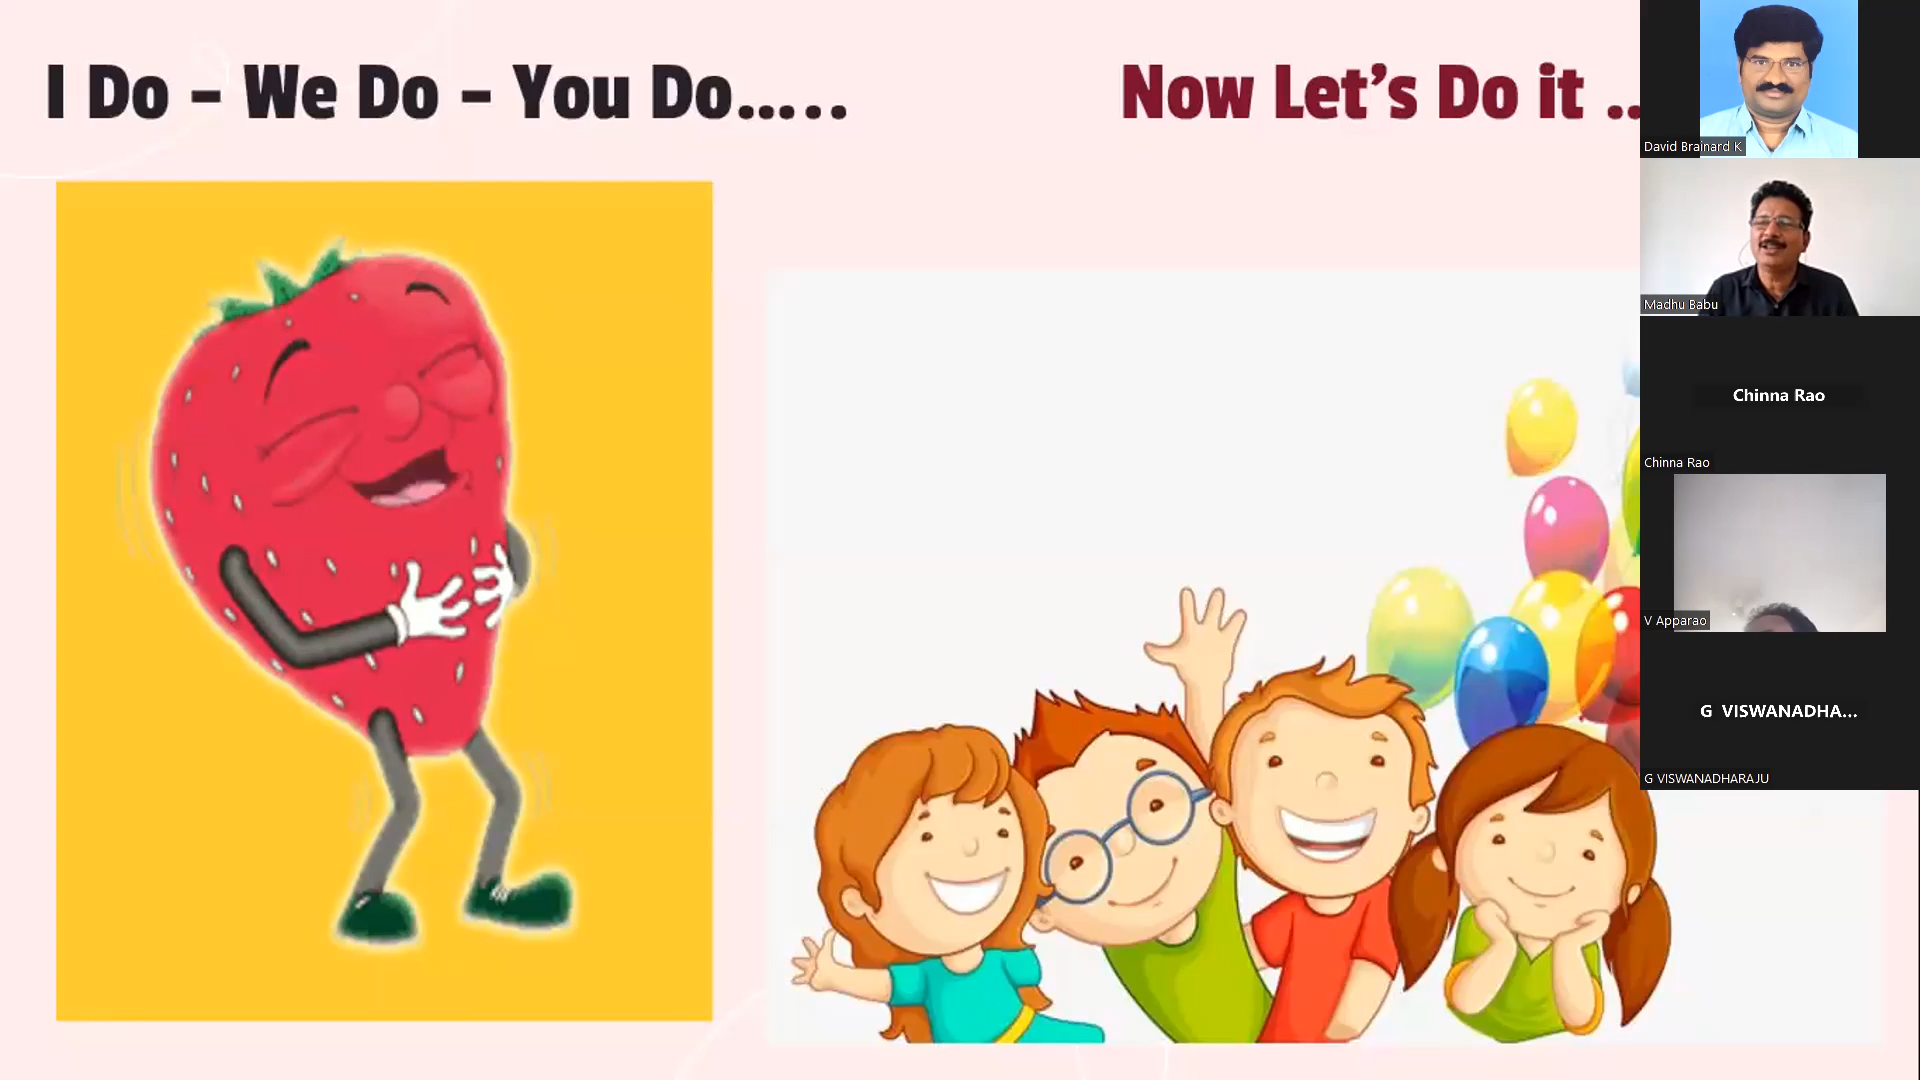 I Do – We Do – You Do.....
Now Let's Do it ..
David Brainard K
Madhu Babu
Chinna Rao
Chinna Rao
V Apparao
G VISWANADHA...
G VISWANADHARAJU